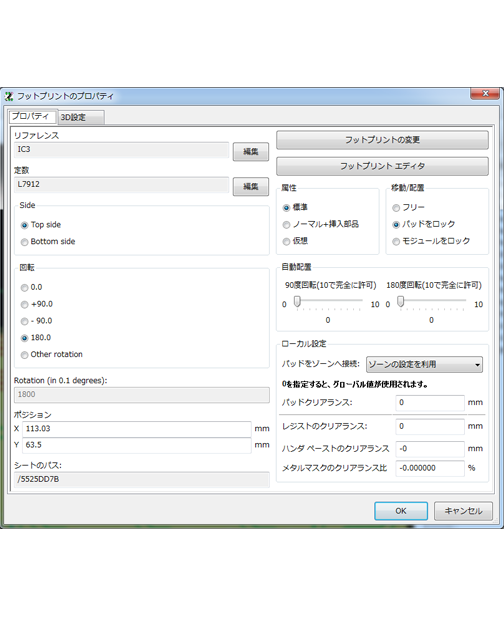 フットプリントのプロパティ
プロパティ
3D設定
リファレンス
IC3
編集
定数
L7912
編集
Side
Top side
Bottom side
回転
0.0
+90.0
- 90.0
180.0
Other rotation
Rotation (in 0.1 degrees):
1800
ポジション
X 113.03 mm
Y 63.5 mm
シートのパス:
/5525DD7B
フットプリントの変更
フットプリント エディタ
属性
標準
ノーマル+挿入部品
仮想
移動/配置
フリー
パッドをロック
モジュールをロック
自動配置
90度回転(10で完全に許可)
0 10
0
180度回転(10で完全に許可)
0 10
0
ローカル設定
パッドをゾーンへ接続: ゾーンの設定を利用
0を指定すると、グローバル値が使用されます。
パッドクリアランス: 0 mm
レジストのクリアランス: 0 mm
ハンダ ペーストのクリアランス -0 mm
メタルマスクのクリアランス比 -0.000000 %
OK
キャンセル